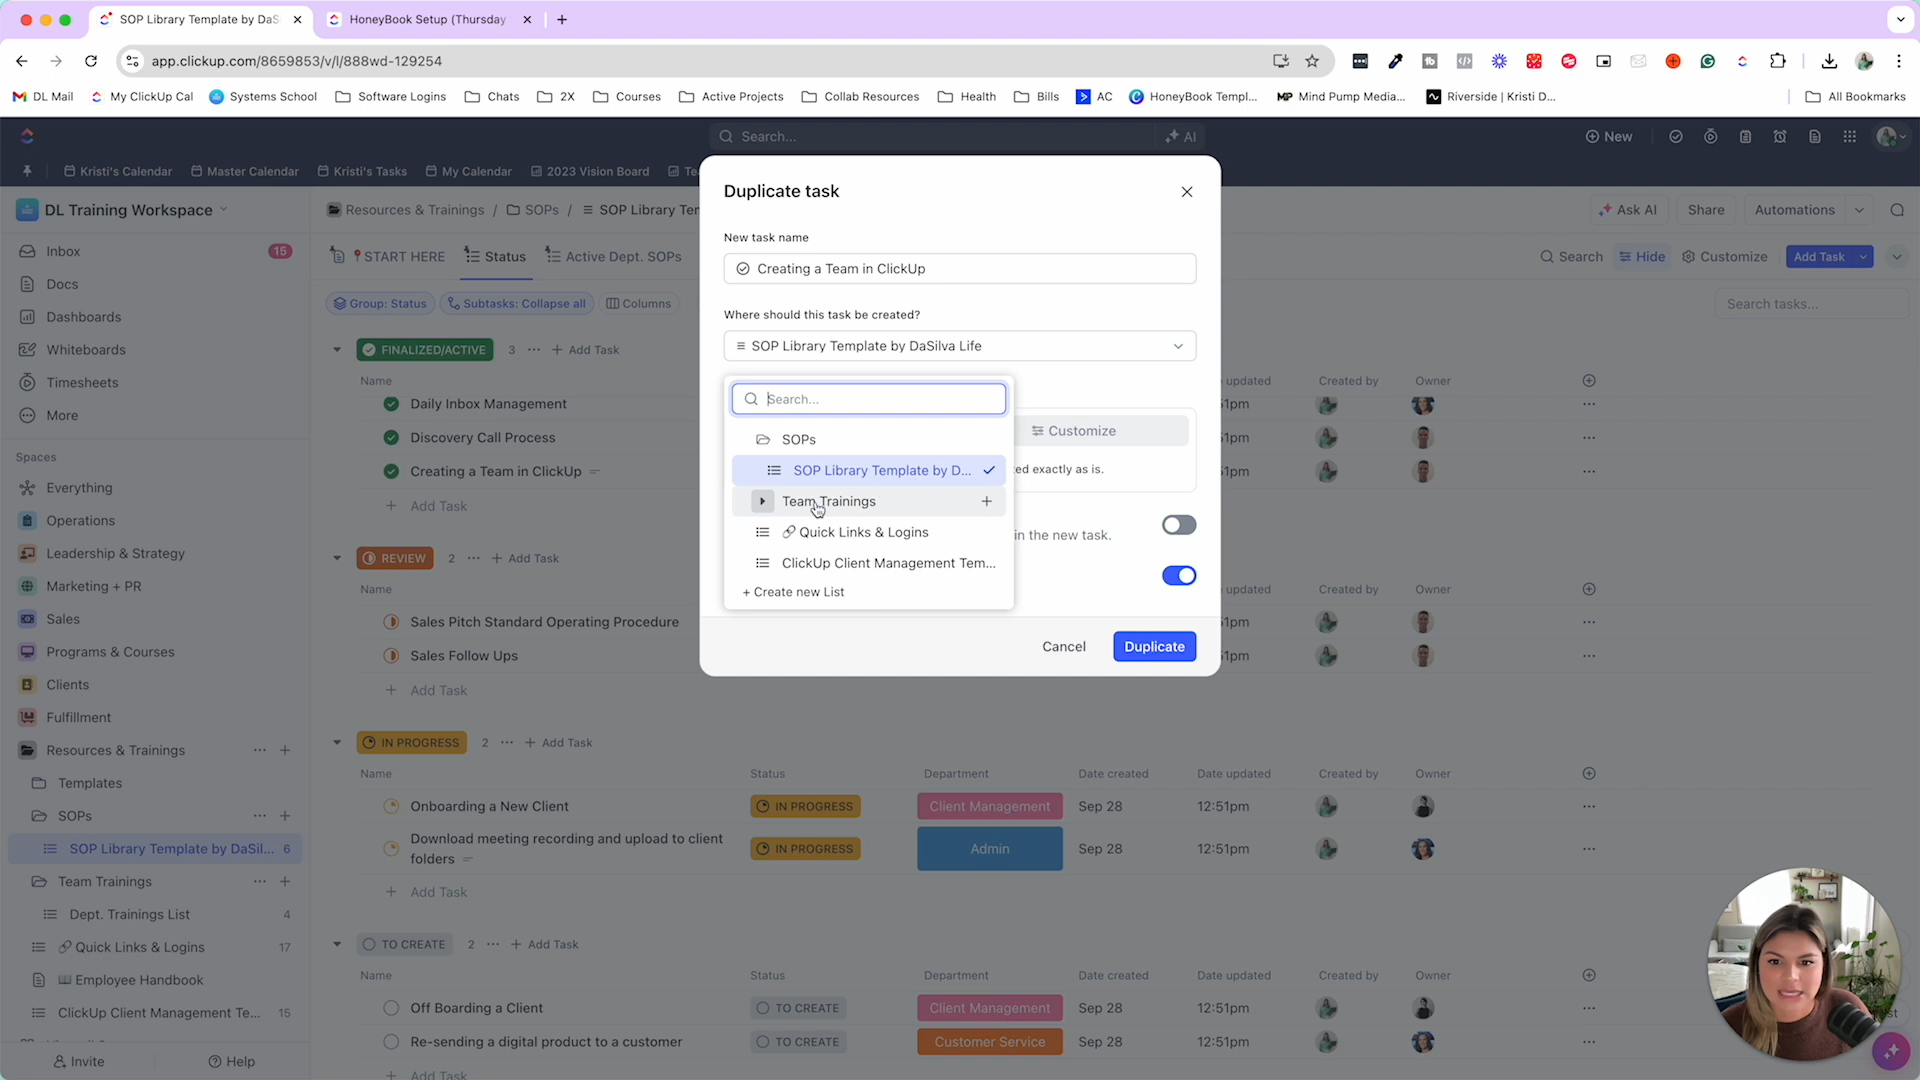 SOP Library Template by DaS
HoneyBook Setup (Thursday
app.clickup.com/8659853/v/l/888wd-129254
DL Mail
My ClickUp Cal
Systems School
Software Logins
Chats
2X
Courses
Active Projects
Collab Resources
Health
Bills
AC
HoneyBook Templ...
Mind Pump Media...
Riverside | Kristi D...
All Bookmarks
Search...
AI
New
Kristi's Calendar
Master Calendar
Kristi's Tasks
My Calendar
2023 Vision Board
DL Training Workspace
Resources & Trainings / SOPs /
Ask AI
Share
Automations
Inbox
15
Docs
Dashboards
Whiteboards
Timesheets
More
START HERE
Status
Active Dept. SOPs
Search
Hide
Customize
Add Task
Group: Status
Subtasks: Collapse all
Columns
Search tasks...
Spaces
Everything
Operations
Leadership & Strategy
Marketing + PR
Sales
Programs & Courses
Clients
Fulfillment
Resources & Trainings
Templates
SOPs
SOP Library Template by DaSil... 6
Team Trainings
Dept. Trainings List 4
Quick Links & Logins 17
Employee Handbook
ClickUp Client Management Te... 15
Invite
Help
Duplicate task
New task name
Creating a Team in ClickUp
Where should this task be created?
SOP Library Template by DaSilva Life
Search...
SOPs
SOP Library Template by D...
Team Trainings
Quick Links & Logins
ClickUp Client Management Tem...
+ Create new List
Customize
ed exactly as is.
in the new task.
Cancel
Duplicate
FINALIZED/ACTIVE 3 Add Task
Name updated Created by Owner
Daily Inbox Management
Discovery Call Process
Creating a Team in ClickUp
Add Task
REVIEW 2 Add Task
Name updated Created by Owner
Sales Pitch Standard Operating Procedure
Sales Follow Ups
Add Task
IN PROGRESS 2 Add Task
Name Status Department Date created Date updated Created by Owner
Onboarding a New Client IN PROGRESS Client Management Sep 28 12:51pm
Download meeting recording and upload to client
folders IN PROGRESS Admin Sep 28 12:51pm
Add Task
TO CREATE 2 Add Task
Name Status Department Date created Date updated Created by Owner
Off Boarding a Client TO CREATE Client Management Sep 28 12:51pm
Re-sending a digital product to a customer TO CREATE Customer Service Sep 28 12:51pm
Add Task